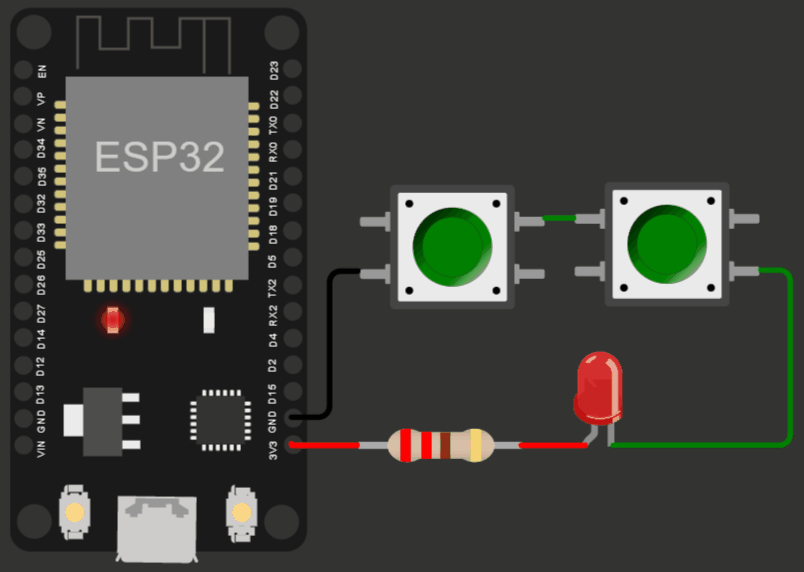 ESP32
EN
VP
VN
D34
D35
D32
D33
D25
D26
D27
D14
D12
D13
GND
VIN
D23
D22
TX0
RX0
D21
D19
D18
D5
TX2
RX2
D4
D2
D15
GND
3V3